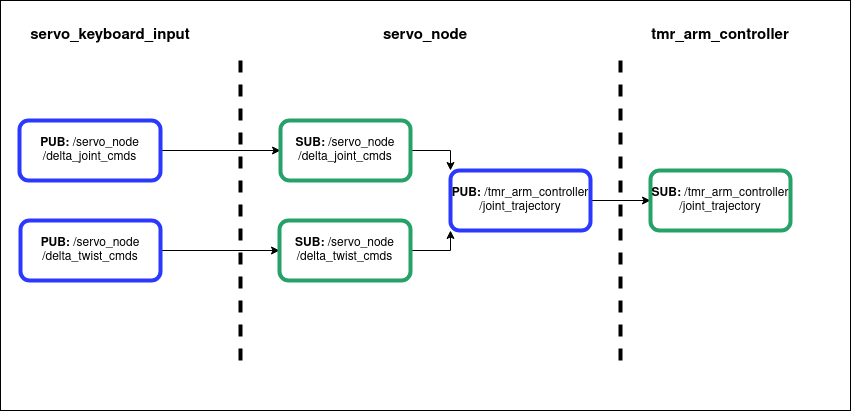 servo_keyboard_input
servo_node
tmr_arm_controller
PUB: /servo_node
/delta_joint_cmds
SUB: /servo_node
/delta_joint_cmds
PUB: /tmr_arm_controller
/joint_trajectory
SUB: /tmr_arm_controller
/joint_trajectory
PUB: /servo_node
/delta_twist_cmds
SUB: /servo_node
/delta_twist_cmds